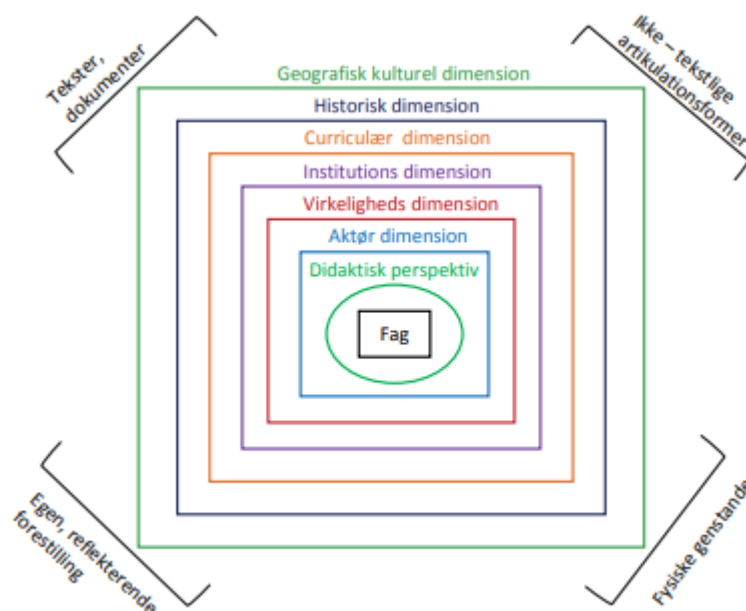 Tekster,
dokumenter
Ikke – tekstlige
artikulationsformer
Geografisk kulturel dimension
Historisk dimension
Curriculær dimension
Institutions dimension
Virkeligheds dimension
Aktør dimension
Didaktisk perspektiv
Fag
Egen, reflekterende
forestilling
Fysiske genstande